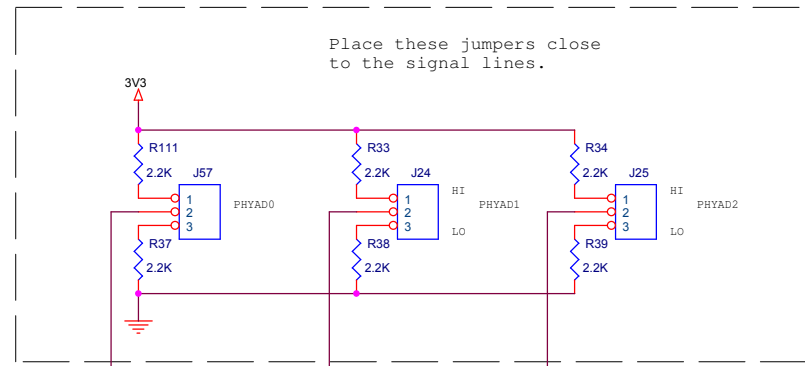 Place these jumpers close
to the signal lines.
3V3
R111
2.2K
J57
1
2
3
PHYAD0
R37
2.2K
R33
2.2K
J24
1
2
3
HI
PHYAD1
LO
R38
2.2K
R34
2.2K
J25
1
2
3
HI
PHYAD2
LO
R39
2.2K